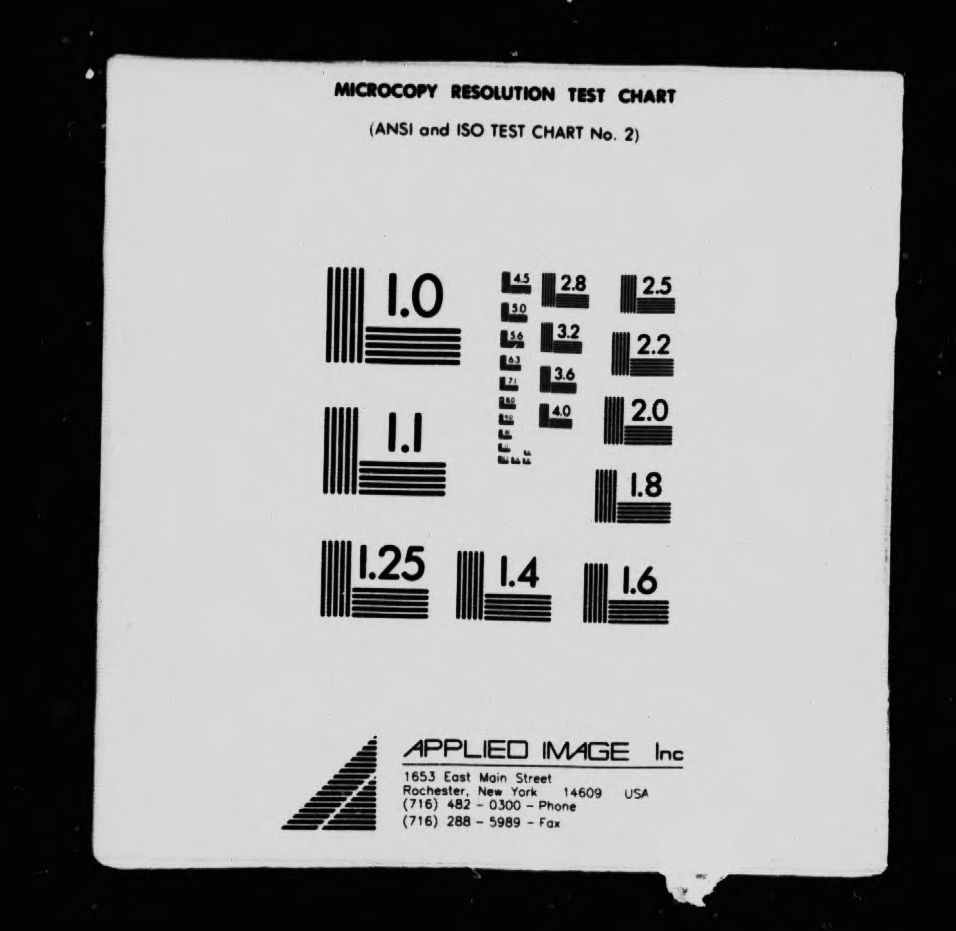 MICROCOPY RESOLUTION TEST CHART
(ANSI and ISO TEST CHART No. 2)
1.0
4.5
2.8
2.5
5.0
3.2
2.2
5.6
6.3
3.6
7.1
2.0
8.0
4.0
9.0
1.1
1.8
1.25
1.4
1.6
APPLIED IMAGE Inc
1653 East Main Street
Rochester, New York 14609 USA
(716) 482 - 0300 - Phone
(716) 288 - 5989 - Fax